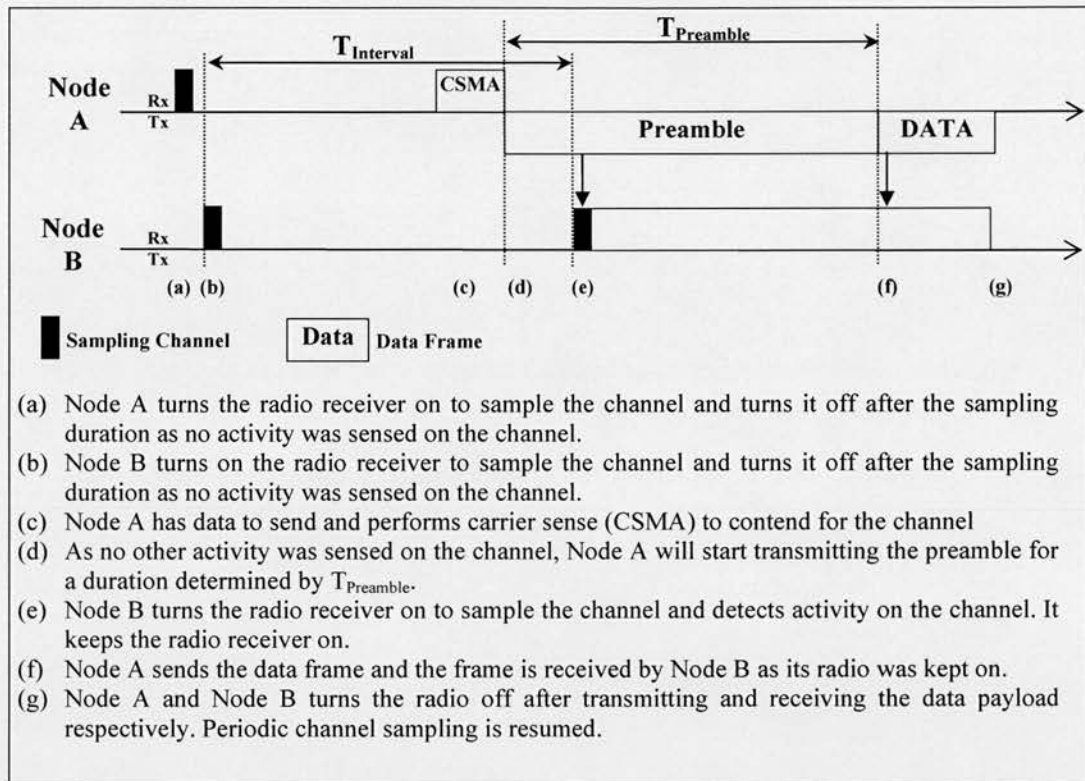 T_Preamble
T_Interval
Node
A
Rx
Tx
CSMA
Preamble
DATA
Node
B
Rx
Tx
(a) (b) (c) (d) (e) (f) (g)
Sampling Channel
Data
Data Frame
(a) Node A turns the radio receiver on to sample the channel and turns it off after the sampling
duration as no activity was sensed on the channel.
(b) Node B turns on the radio receiver to sample the channel and turns it off after the sampling
duration as no activity was sensed on the channel.
(c) Node A has data to send and performs carrier sense (CSMA) to contend for the channel
(d) As no other activity was sensed on the channel, Node A will start transmitting the preamble for
a duration determined by T_Preamble.
(e) Node B turns the radio receiver on to sample the channel and detects activity on the channel. It
keeps the radio receiver on.
(f) Node A sends the data frame and the frame is received by Node B as its radio was kept on.
(g) Node A and Node B turns the radio off after transmitting and receiving the data payload
respectively. Periodic channel sampling is resumed.